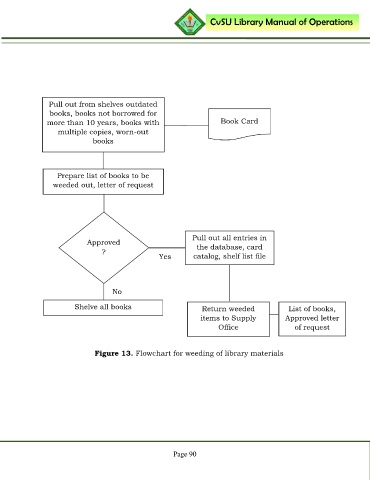 CvSU Library Manual of Operations
Pull out from shelves outdated
books, books not borrowed for
more than 10 years, books with
multiple copies, worn-out
books
Book Card
Prepare list of books to be
weeded out, letter of request
Approved
?
Yes
Pull out all entries in
the database, card
catalog, shelf list file
No
Shelve all books
Return weeded
items to Supply
Office
List of books,
Approved letter
of request
Figure 13. Flowchart for weeding of library materials
Page 90